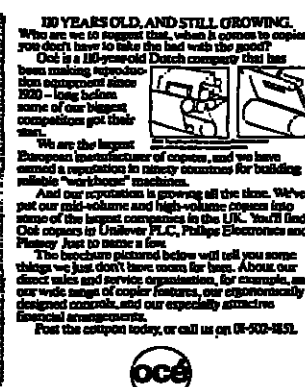 110 YEARS OLD, AND STILL GROWING.
Who are we to suggest that, when it comes to copiers
you don't have to take the bad with the good?
Océ is a 110-year-old Dutch company that has
been making reproduc-
tion equipment since
1920 – long before
some of our biggest
competitors got their
start.
We are the largest
European manufacturer of copiers, and we have
earned a reputation in ninety countries for building
reliable "workhorse" machines.
And our reputation is growing all the time. We've
put our mid-volume and high-volume copiers into
some of the largest companies in the UK. You'll find
Océ copiers in Unilever PLC, Philips Electronics and
Plessey Just to name a few.
The brochure pictured below will tell you some
things we just don't have room for here. About our
direct sales and service organisation, for example, and
our wide range of copier features, our ergonomically
designed controls, and our especially attractive
financial arrangements.
Post the coupon today, or call us on 01-502-1851.
océ